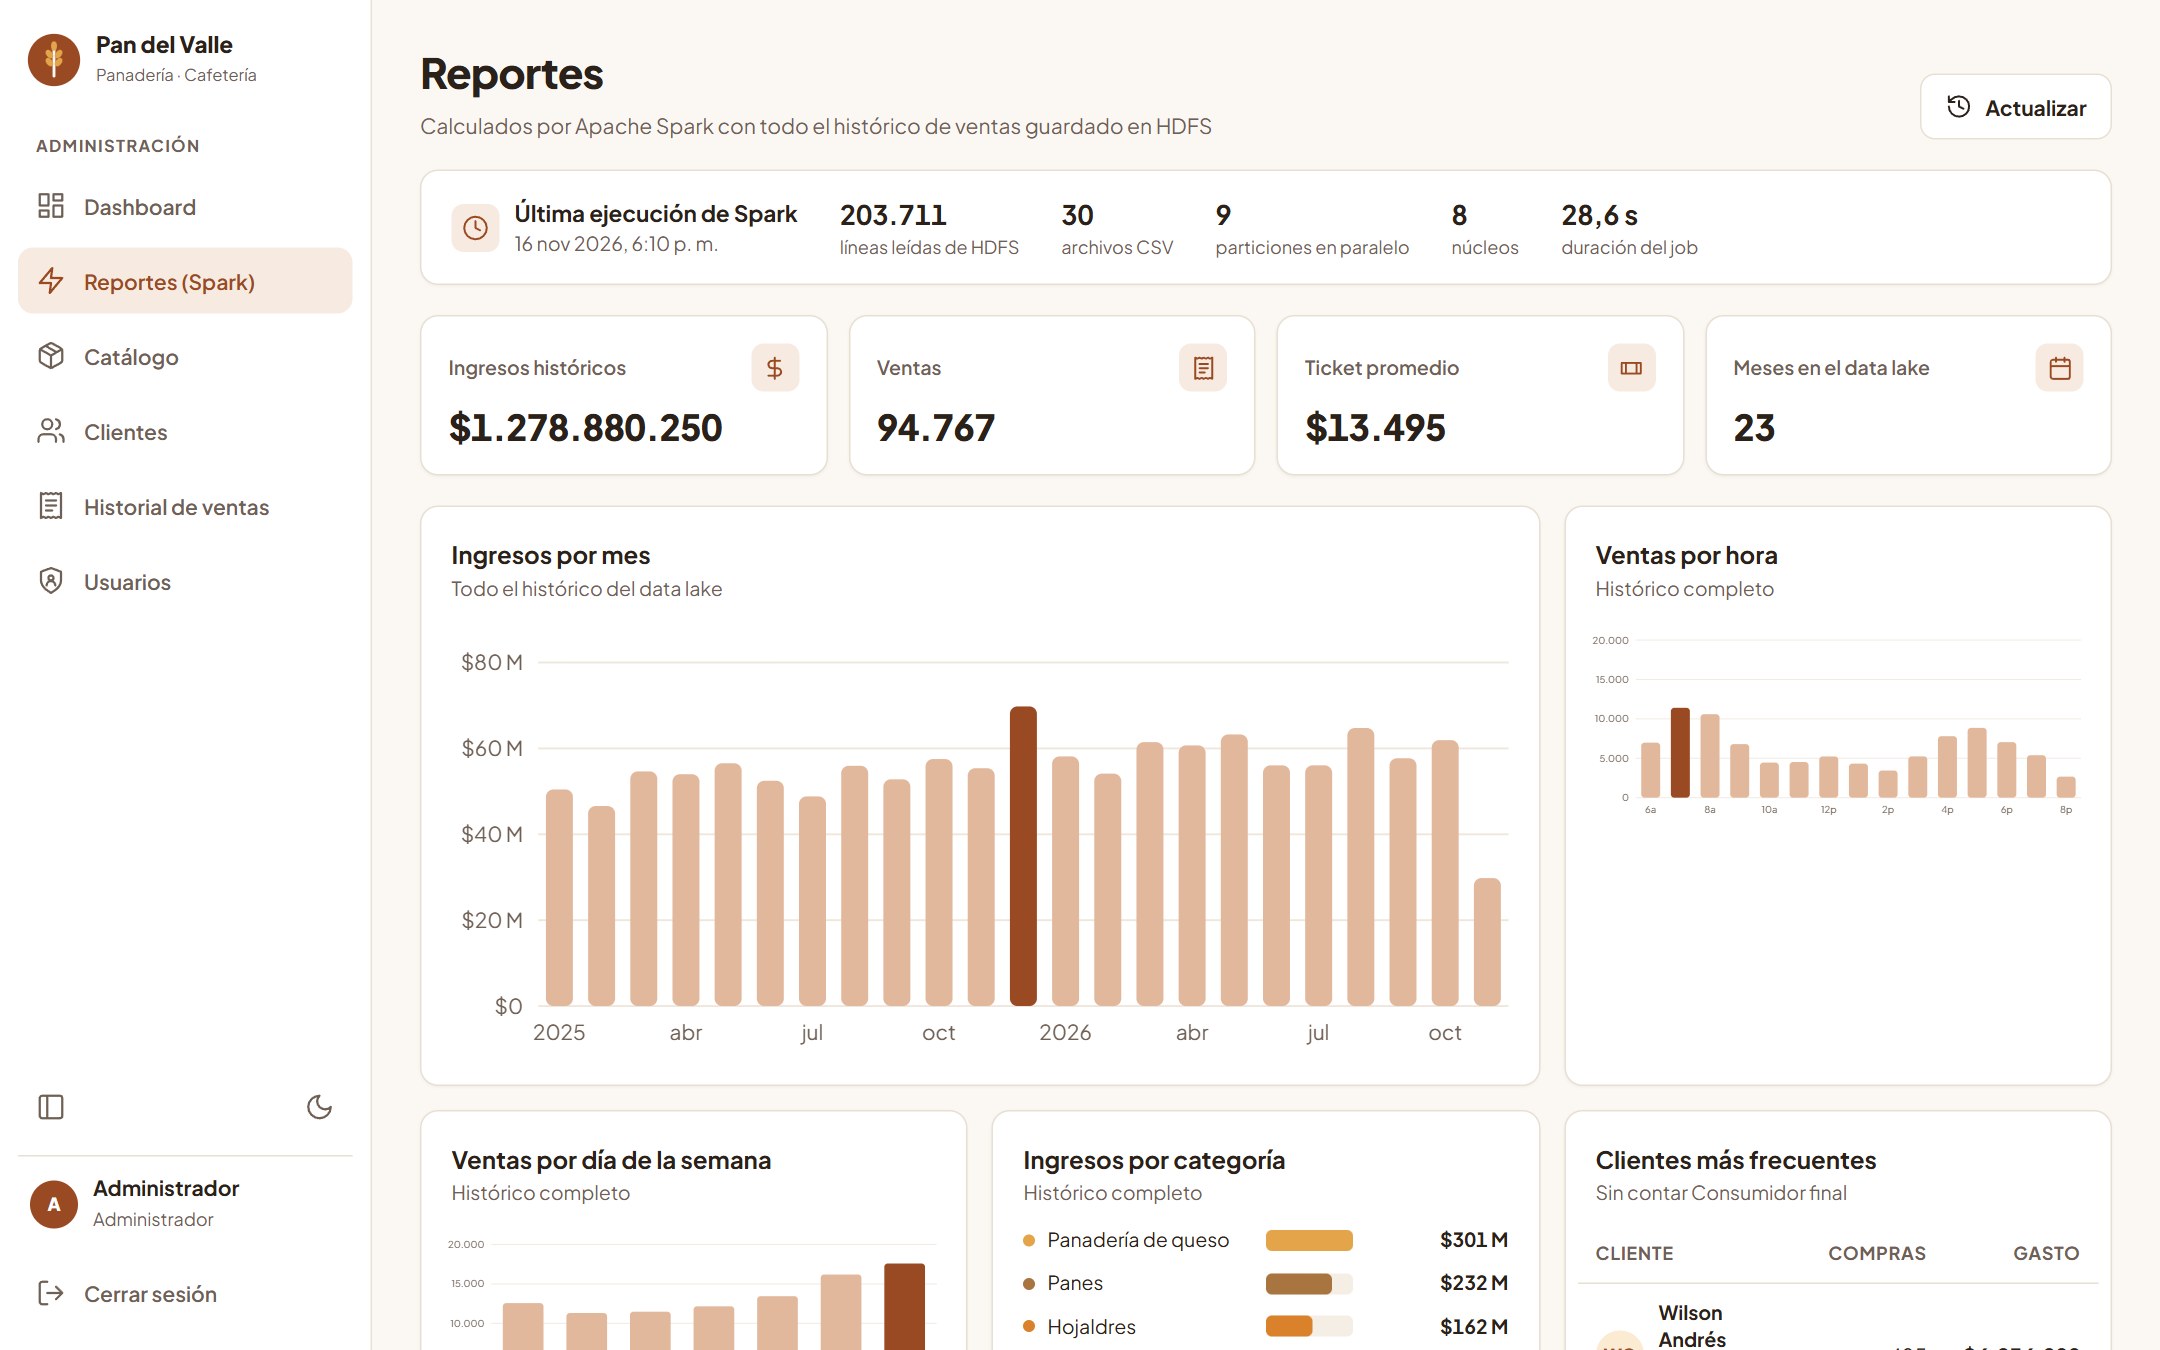 Pan del Valle
Panadería · Cafetería
ADMINISTRACIÓN
Dashboard
Reportes (Spark)
Catálogo
Clientes
Historial de ventas
Usuarios
A
Administrador
Administrador
Cerrar sesión
Reportes
Calculados por Apache Spark con todo el histórico de ventas guardado en HDFS
Actualizar
Última ejecución de Spark
16 nov 2026, 6:10 p. m.
203.711
líneas leídas de HDFS
30
archivos CSV
9
particiones en paralelo
8
núcleos
28,6 s
duración del job
Ingresos históricos
$1.278.880.250
Ventas
94.767
Ticket promedio
$13.495
Meses en el data lake
23
Ingresos por mes
Todo el histórico del data lake
$80 M
$60 M
$40 M
$20 M
$0
2025 abr jul oct 2026 abr jul oct
Ventas por hora
Histórico completo
20.000
15.000
10.000
5.000
0
6a 8a 10a 12p 2p 4p 6p 8p
Ventas por día de la semana
Histórico completo
20.000
15.000
10.000
Ingresos por categoría
Histórico completo
Panadería de queso $301 M
Panes $232 M
Hojaldres $162 M
Clientes más frecuentes
Sin contar Consumidor final
CLIENTE COMPRAS GASTO
Wilson
Andrés